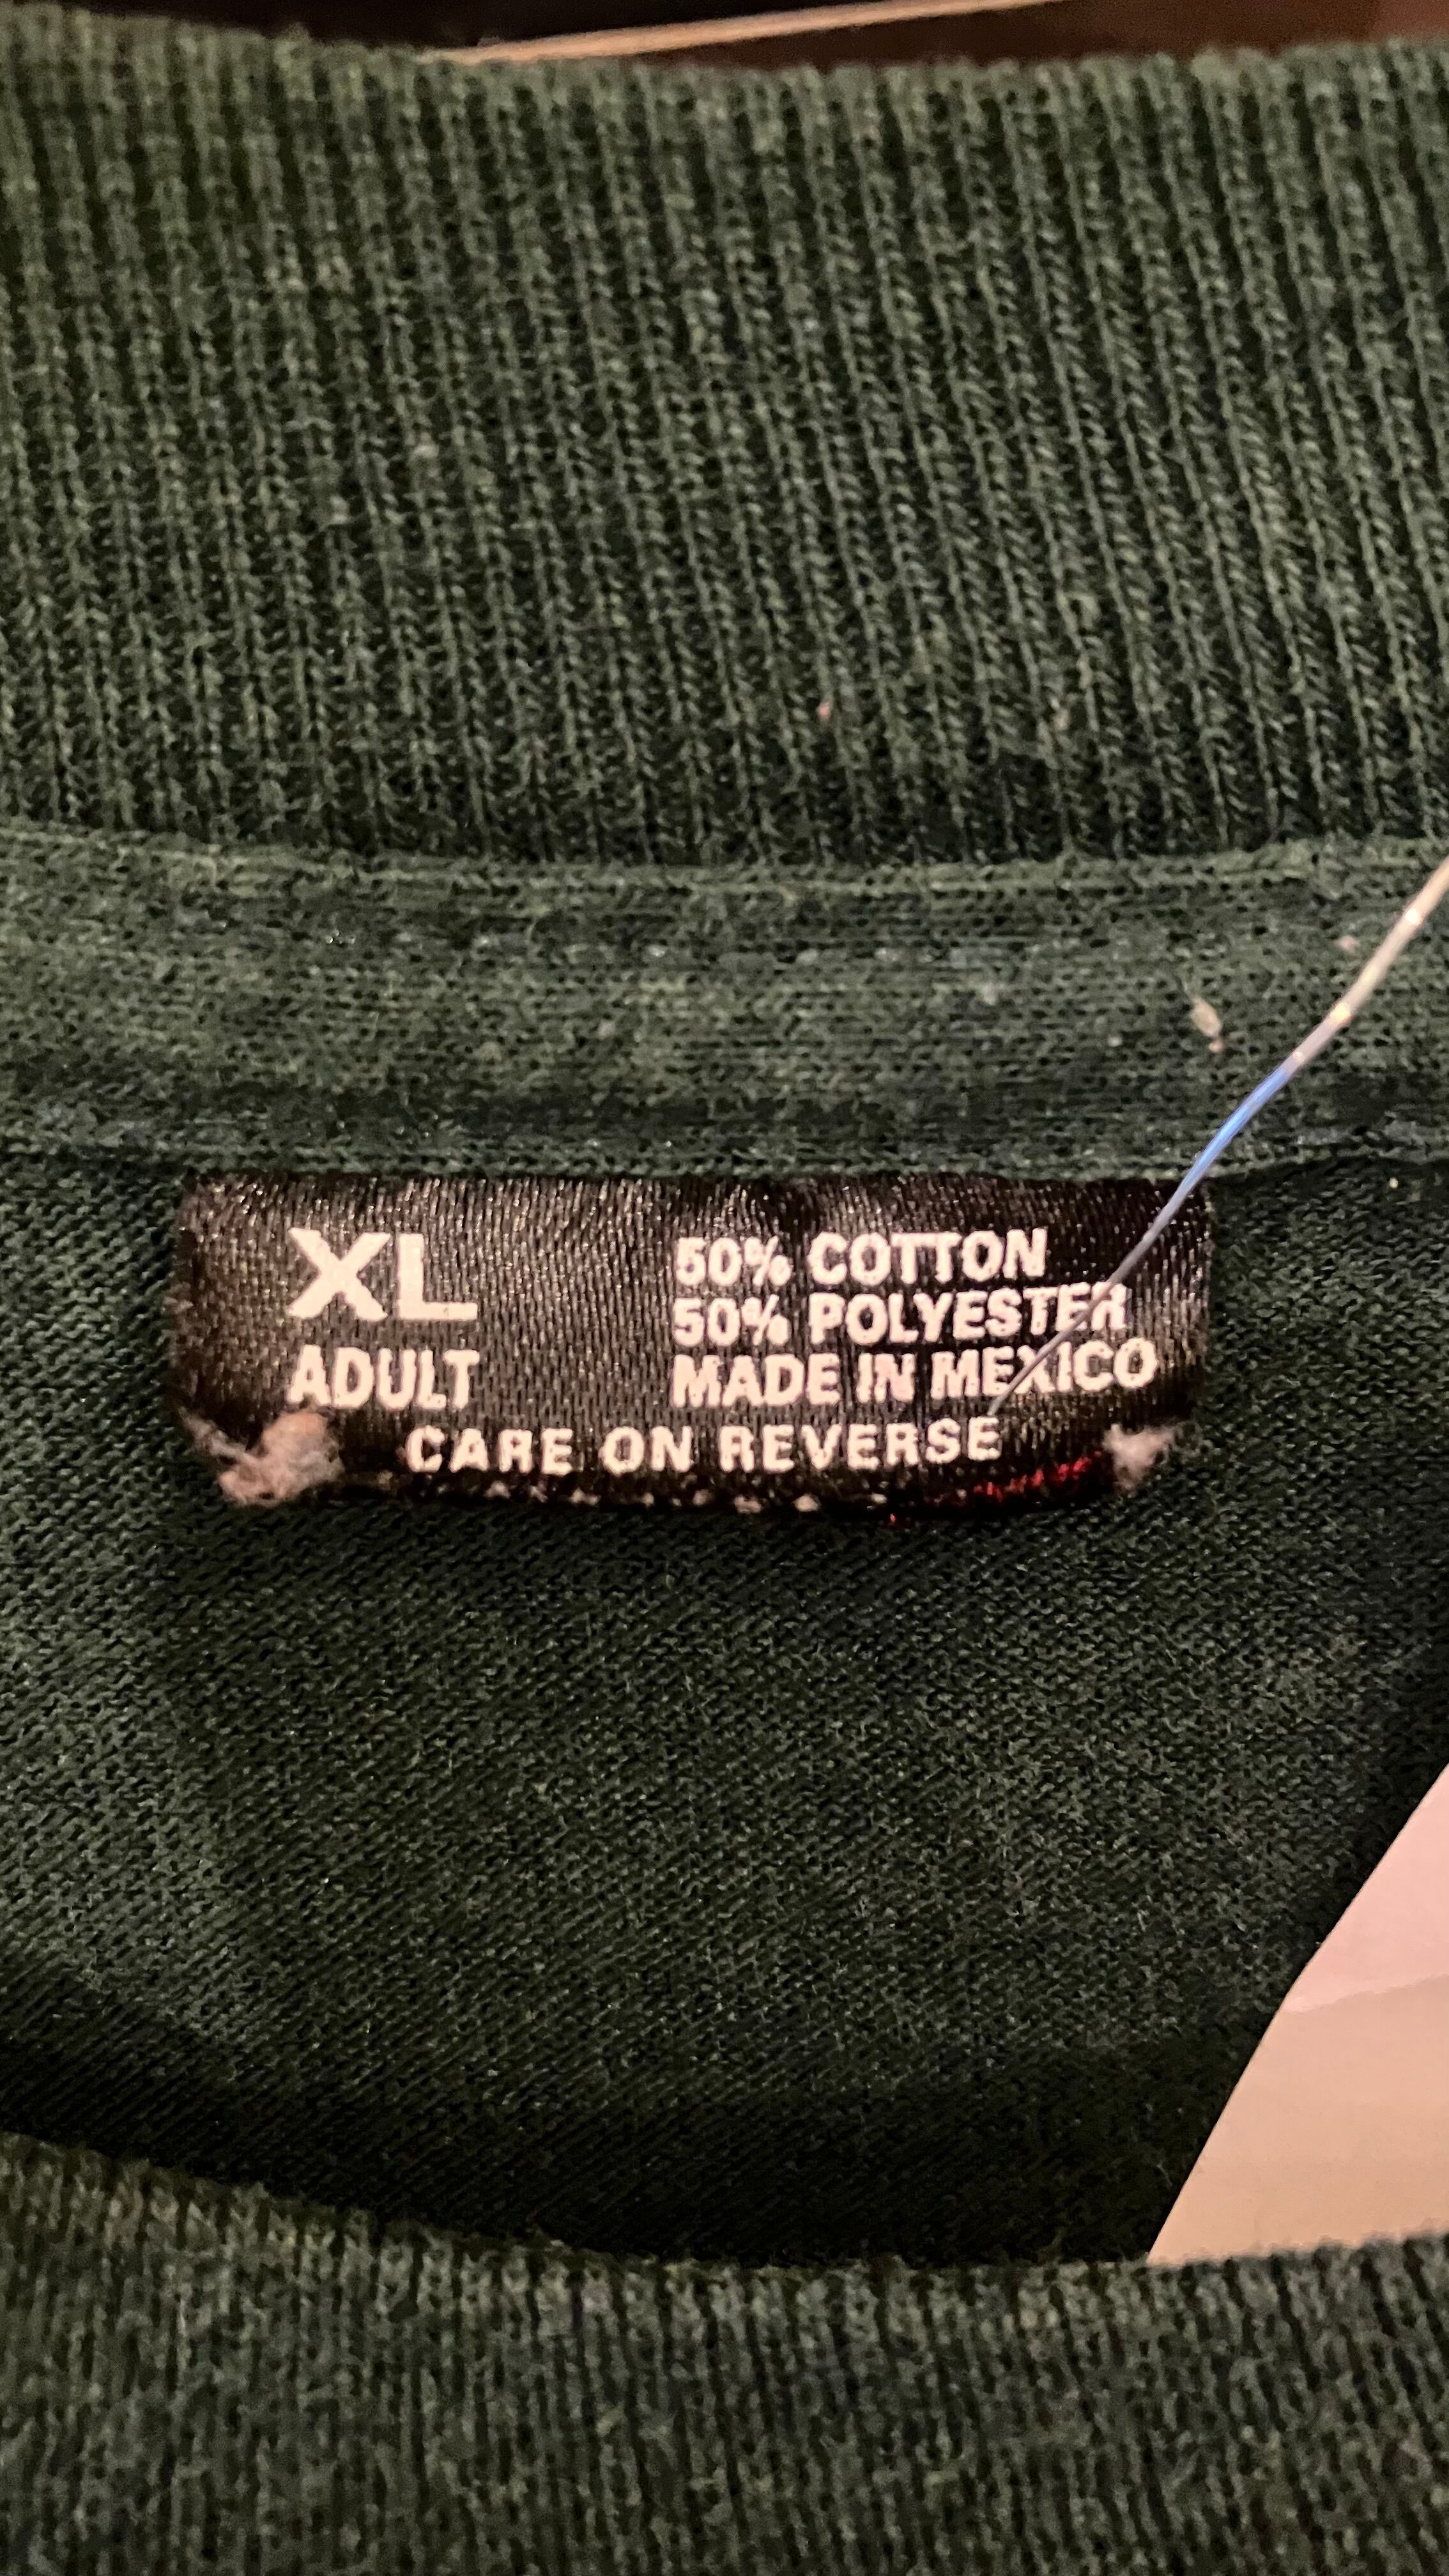 XL
ADULT
50% COTTON
50% POLYESTER
MADE IN MEXICO
CARE ON REVERSE